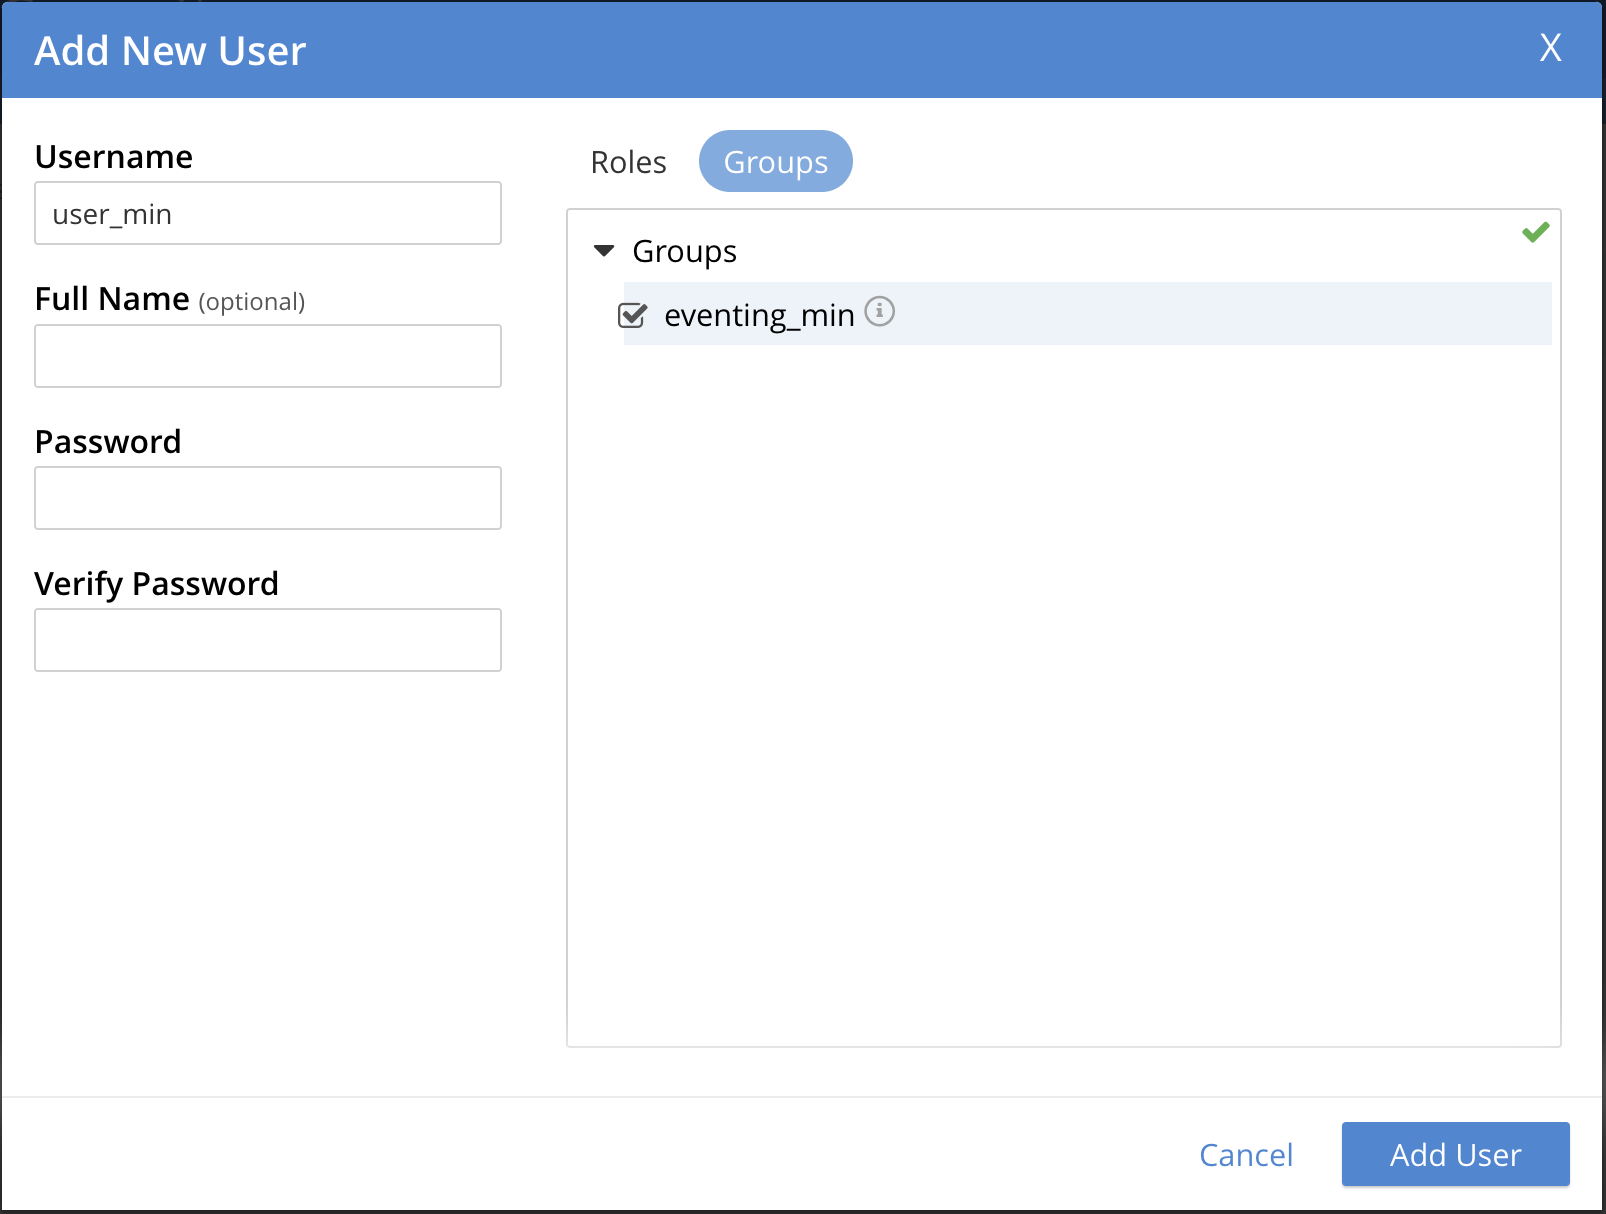 Add New User
X
Username
user_min
Full Name (optional)
Password
Verify Password
Roles
Groups
Groups
eventing_min
Cancel
Add User